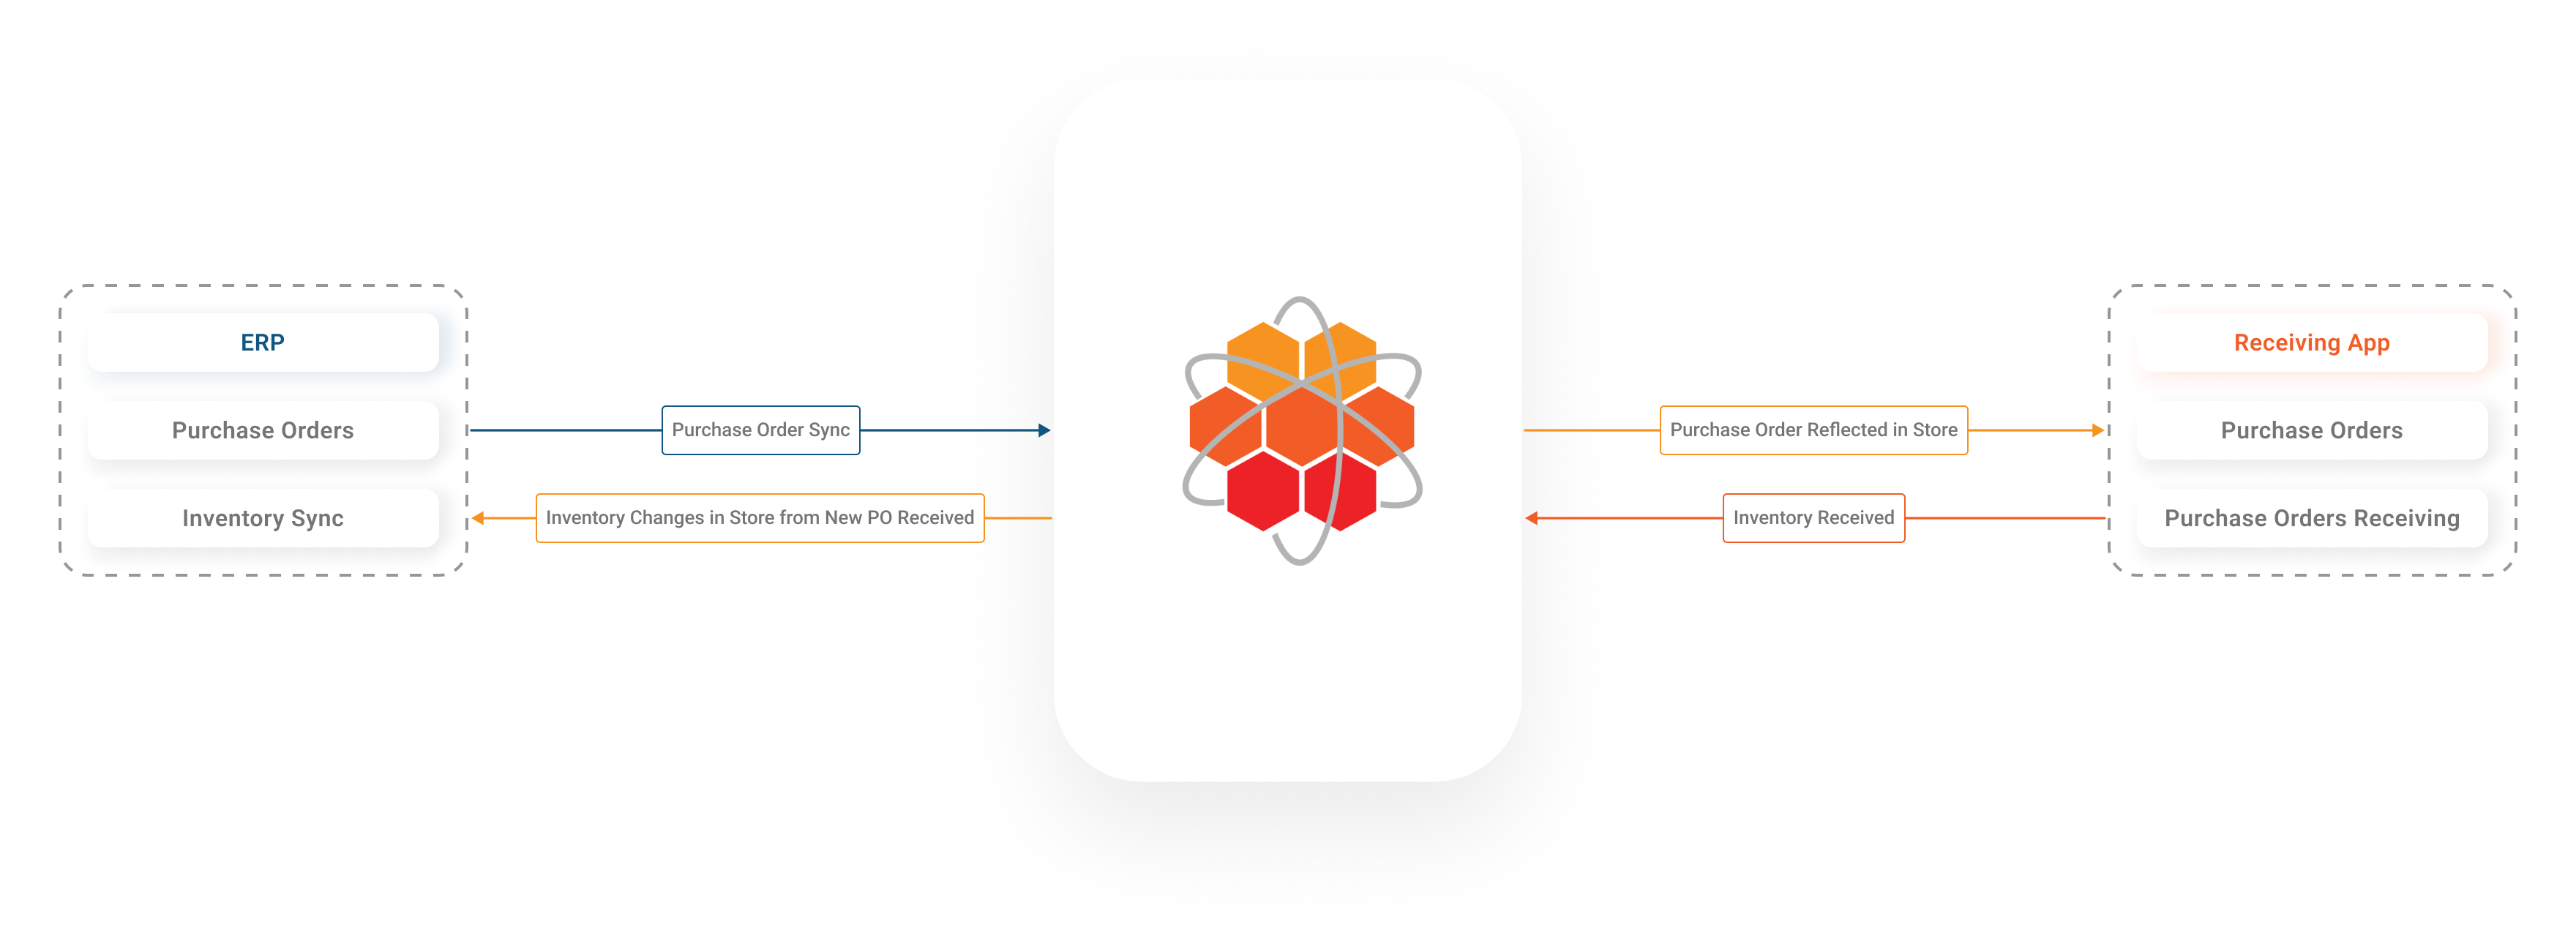 ERP
Purchase Orders
Inventory Sync
Purchase Order Sync
Inventory Changes in Store from New PO Received
Purchase Order Reflected in Store
Inventory Received
Receiving App
Purchase Orders
Purchase Orders Receiving